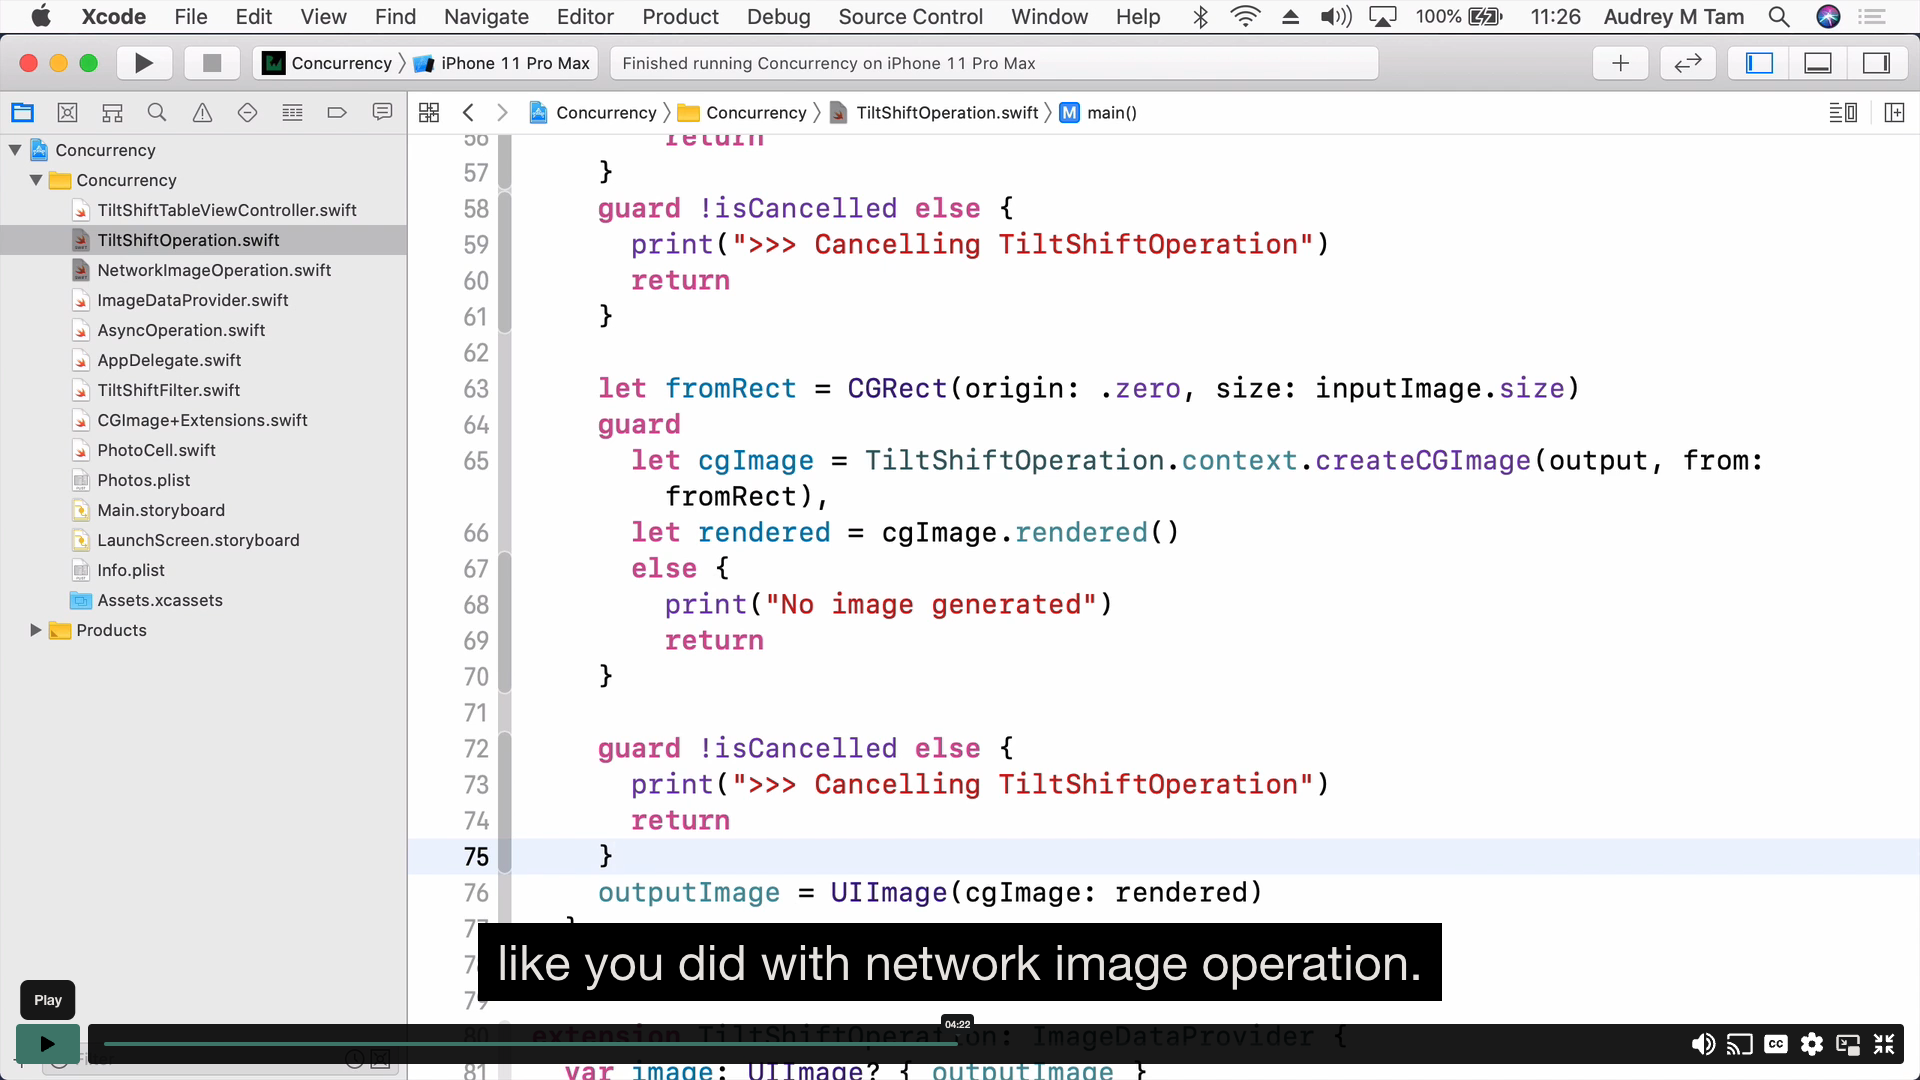 Xcode File Edit View Find Navigate Editor Product Debug Source Control Window Help 100% 11:26 Audrey M Tam
Concurrency iPhone 11 Pro Max Finished running Concurrency on iPhone 11 Pro Max
Concurrency Concurrency TiltShiftOperation.swift M main()
Concurrency
Concurrency
TiltShiftTableViewController.swift
TiltShiftOperation.swift
NetworkImageOperation.swift
ImageDataProvider.swift
AsyncOperation.swift
AppDelegate.swift
TiltShiftFilter.swift
CGImage+Extensions.swift
PhotoCell.swift
Photos.plist
Main.storyboard
LaunchScreen.storyboard
Info.plist
Assets.xcassets
Products
56 return
57 }
58 guard !isCancelled else {
59 print(">>> Cancelling TiltShiftOperation")
60 return
61 }
62
63 let fromRect = CGRect(origin: .zero, size: inputImage.size)
64 guard
65 let cgImage = TiltShiftOperation.context.createCGImage(output, from:
fromRect),
66 let rendered = cgImage.rendered()
67 else {
68 print("No image generated")
69 return
70 }
71
72 guard !isCancelled else {
73 print(">>> Cancelling TiltShiftOperation")
74 return
75 }
76 outputImage = UIImage(cgImage: rendered)
like you did with network image operation.
Play
04:22
80 extension TiltShiftOperation: ImageDataProvider {
81 var image: UIImage? { outputImage }
CC
Filter